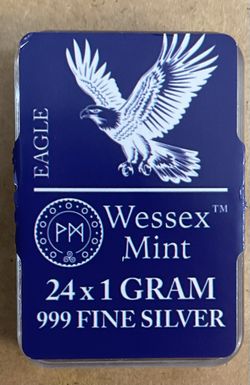 EAGLE
Wessex™
Mint
24 x 1 GRAM
999 FINE SILVER